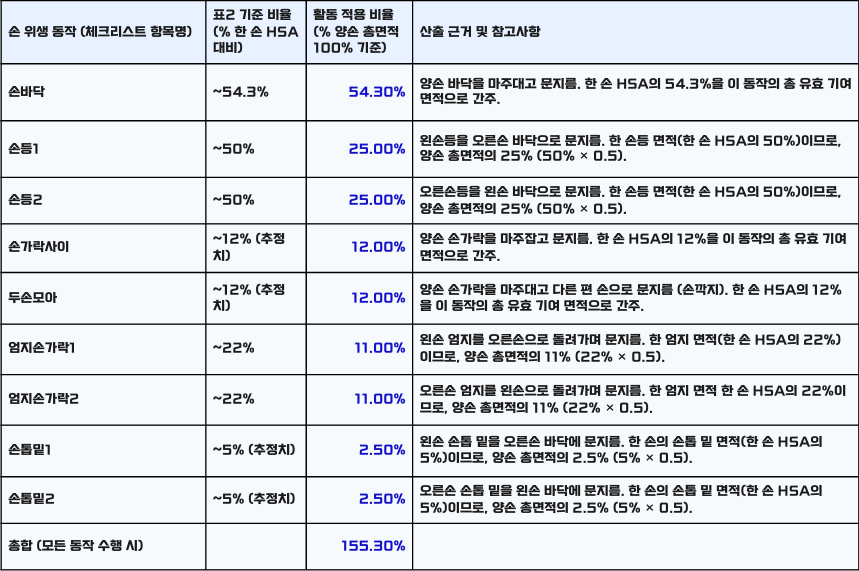 손 위생 동작 (체크리스트 항목명)
표2 기준 비율
(% 한 손 HSA
대비)
활동 적용 비율
(% 양손 총면적
100% 기준)
산출 근거 및 참고사항
손바닥
~54.3%
54.30%
양손 바닥을 마주대고 문지름. 한 손 HSA의 54.3%을 이 동작의 총 유효 기여
면적으로 간주.
손등1
~50%
25.00%
왼손등을 오른손 바닥으로 문지름. 한 손등 면적(한 손 HSA의 50%)이므로,
양손 총면적의 25% (50% × 0.5).
손등2
~50%
25.00%
오른손등을 왼손 바닥으로 문지름. 한 손등 면적(한 손 HSA의 50%)이므로,
양손 총면적의 25% (50% × 0.5).
손가락사이
~12% (추정
치)
12.00%
양손 손가락을 마주잡고 문지름. 한 손 HSA의 12%을 이 동작의 총 유효 기여
면적으로 간주.
두손모아
~12% (추정
치)
12.00%
양손 손가락을 마주대고 다른 편 손으로 문지름 (손깍지). 한 손 HSA의 12%
을 이 동작의 총 유효 기여 면적으로 간주.
엄지손가락1
~22%
11.00%
왼손 엄지를 오른손으로 돌려가며 문지름. 한 엄지 면적(한 손 HSA의 22%)
이므로, 양손 총면적의 11% (22% × 0.5).
엄지손가락2
~22%
11.00%
오른손 엄지를 왼손으로 돌려가며 문지름. 한 엄지 면적 한 손 HSA의 22%이
므로, 양손 총면적의 11% (22% × 0.5).
손톱밑1
~5% (추정치)
2.50%
왼손 손톱 밑을 오른손 바닥에 문지름. 한 손의 손톱 밑 면적(한 손 HSA의
5%)이므로, 양손 총면적의 2.5% (5% × 0.5).
손톱밑2
~5% (추정치)
2.50%
오른손 손톱 밑을 왼손 바닥에 문지름. 한 손의 손톱 밑 면적(한 손 HSA의
5%)이므로, 양손 총면적의 2.5% (5% × 0.5).
총합 (모든 동작 수행 시)
155.30%